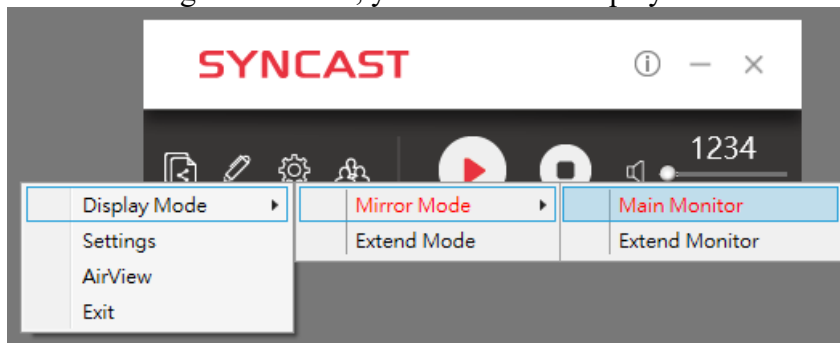 SYNCAST
1234
Display Mode
Mirror Mode
Main Monitor
Settings
Extend Mode
Extend Monitor
AirView
Exit